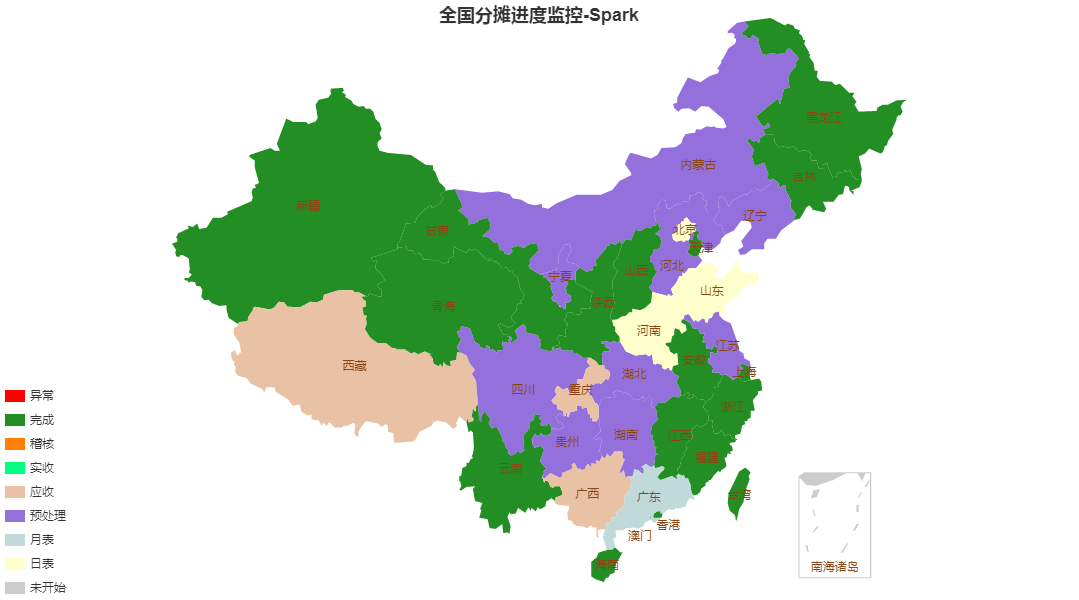 全国分摊进度监控-Spark
黑龙江
内蒙古
吉林
新疆
辽宁
甘肃
北京
天津
河北
山西
宁夏
山东
陕西
青海
河南
江苏
安徽
西藏
上海
湖北
四川
重庆
浙江
湖南
江西
贵州
福建
云南
广西
广东
台湾
香港
澳门
海南
南海诸岛
异常
完成
稽核
实收
应收
预处理
月表
日表
未开始